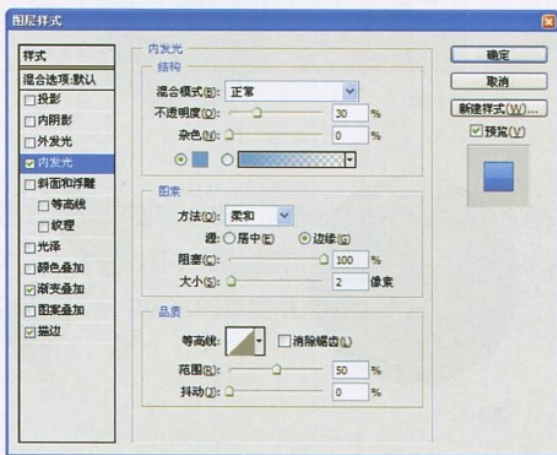 图层样式
样式
混合选项:默认
投影
内阴影
外发光
内发光
斜面和浮雕
等高线
纹理
光泽
颜色叠加
渐变叠加
图案叠加
描边
内发光
结构
混合模式(B): 正常
不透明度(O): 30 %
杂色(N): 0 %
图素
方法(Q): 柔和
源: 居中(E) 边缘(G)
阻塞(C): 100 %
大小(S): 2 像素
品质
等高线: 消除锯齿(L)
范围(R): 50 %
抖动(J): 0 %
确定
取消
新建样式(W)...
预览(V)